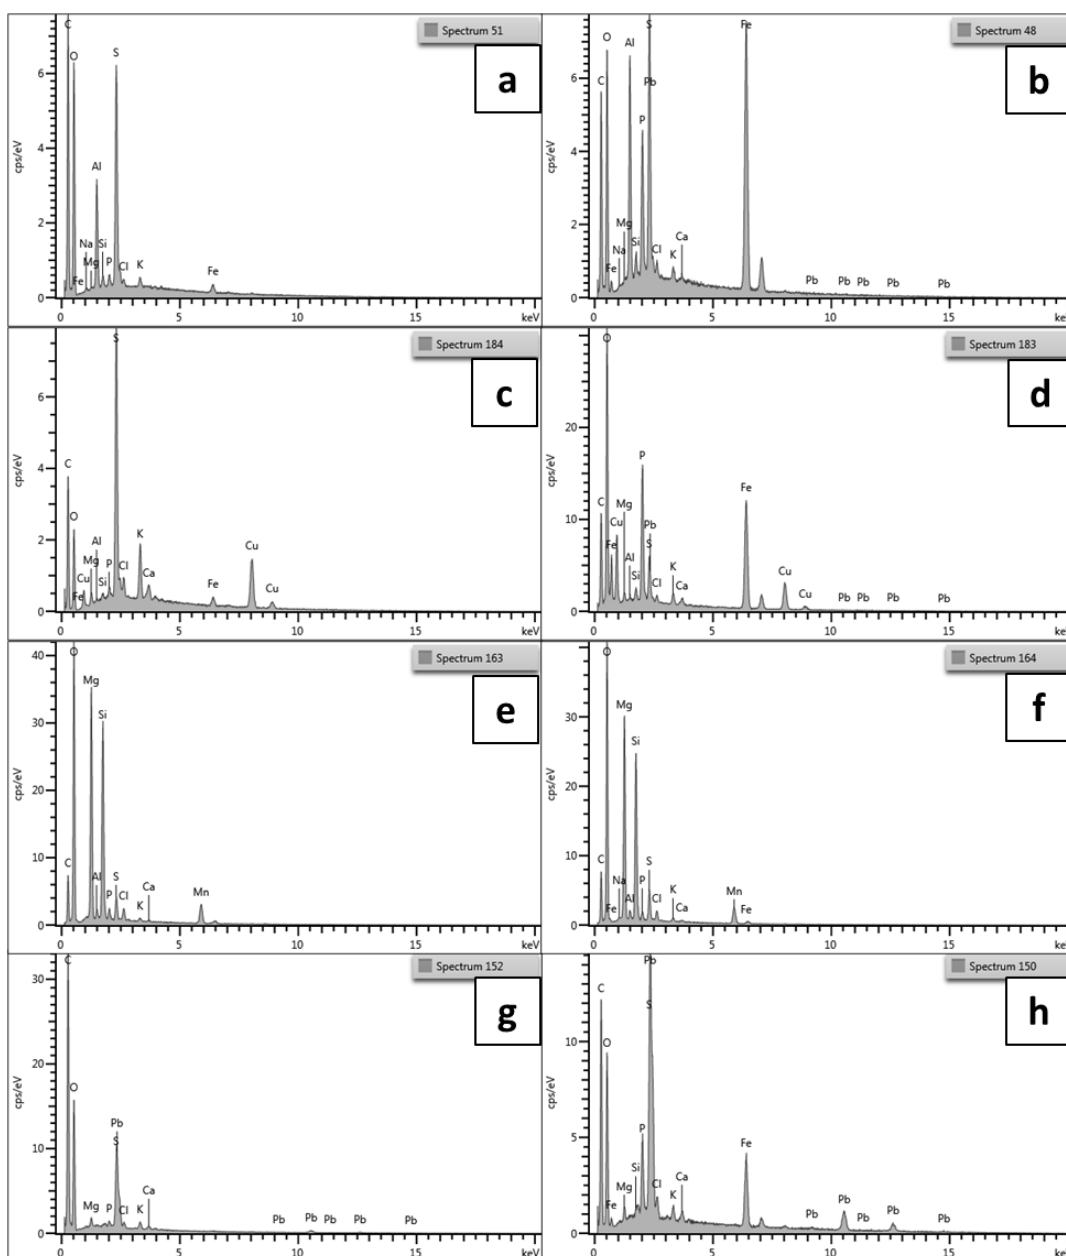 Spectrum 51
a
C
O
S
Al
Na
Si
Mg
P
Cl
K
Fe
Fe
6
4
2
0
cps/eV
0 5 10 15 keV
Spectrum 48
b
S
Fe
O
Al
C
Pb
P
Mg
Si
Na
Fe
Cl
K
Ca
Pb Pb Pb Pb Pb
6
4
2
0
cps/eV
0 5 10 15 keV
Spectrum 184
c
S
C
O
Al
Mg
Cu
Fe
Si
P
Cl
K
Ca
Fe
Cu
Cu
6
4
2
0
cps/eV
0 5 10 15 keV
Spectrum 183
d
O
C
Cu
Fe
Mg
Al
Si
P
Pb
S
Cl
K
Ca
Fe
Cu
Cu
Pb Pb Pb Pb
20
10
0
cps/eV
0 5 10 15 keV
Spectrum 163
e
O
Mg
Si
C
Al
P
S
Cl
K
Ca
Mn
40
30
20
10
0
cps/eV
0 5 10 15 keV
Spectrum 164
f
O
Mg
Si
C
Na
Fe
Al
P
S
Cl
K
Ca
Mn
Fe
30
20
10
0
cps/eV
0 5 10 15 keV
Spectrum 152
g
C
O
Pb
S
Mg
P
Cl
K
Ca
Pb Pb Pb Pb Pb
30
20
10
0
cps/eV
0 5 10 15 keV
Spectrum 150
h
Pb
S
C
O
P
Si
Mg
Fe
Cl
K
Ca
Fe
Pb Pb Pb Pb Pb
10
5
0
cps/eV
0 5 10 15 keV